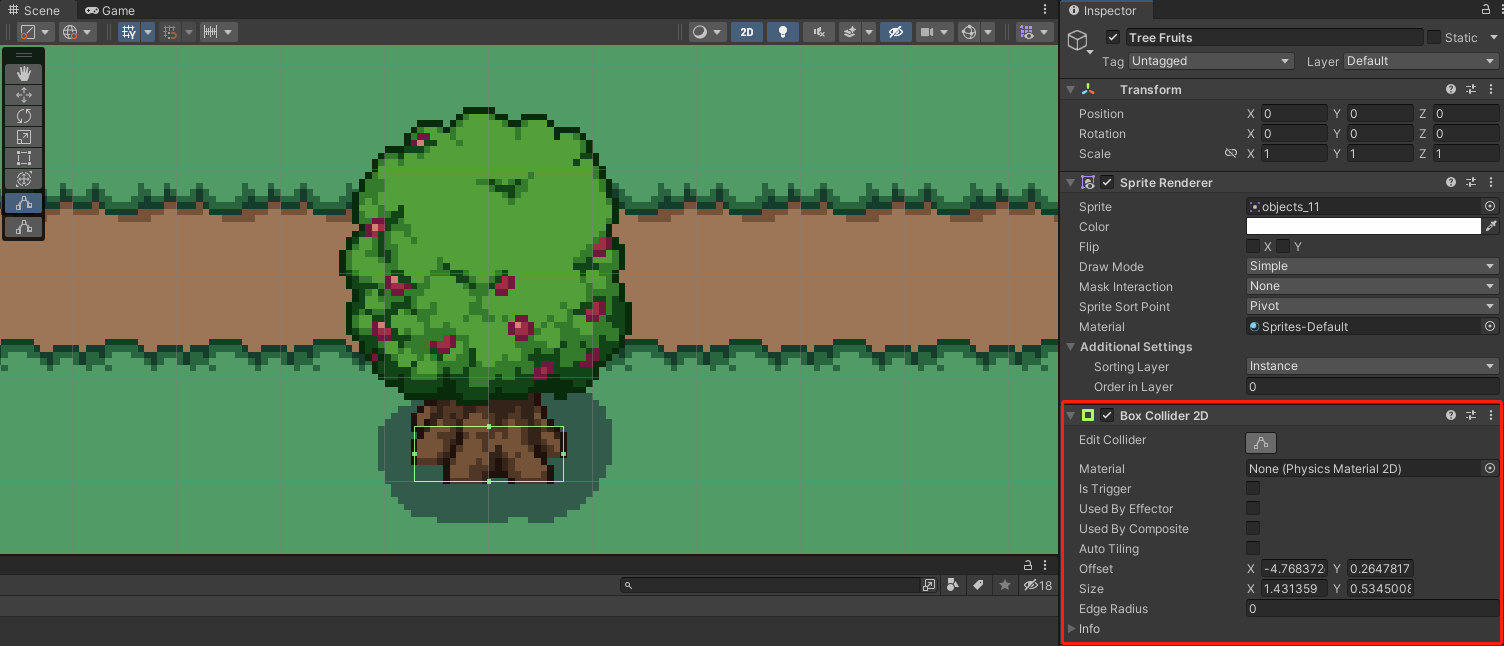 Scene Game
2D
18
Inspector
Tree Fruits Static
Tag Untagged Layer Default
Transform
Position X 0 Y 0 Z 0
Rotation X 0 Y 0 Z 0
Scale X 1 Y 1 Z 1
Sprite Renderer
Sprite objects_11
Color
Flip X Y
Draw Mode Simple
Mask Interaction None
Sprite Sort Point Pivot
Material Sprites-Default
Additional Settings
Sorting Layer Instance
Order in Layer 0
Box Collider 2D
Edit Collider
Material None (Physics Material 2D)
Is Trigger
Used By Effector
Used By Composite
Auto Tiling
Offset X -4.768372 Y 0.2647817
Size X 1.431359 Y 0.5345008
Edge Radius 0
Info